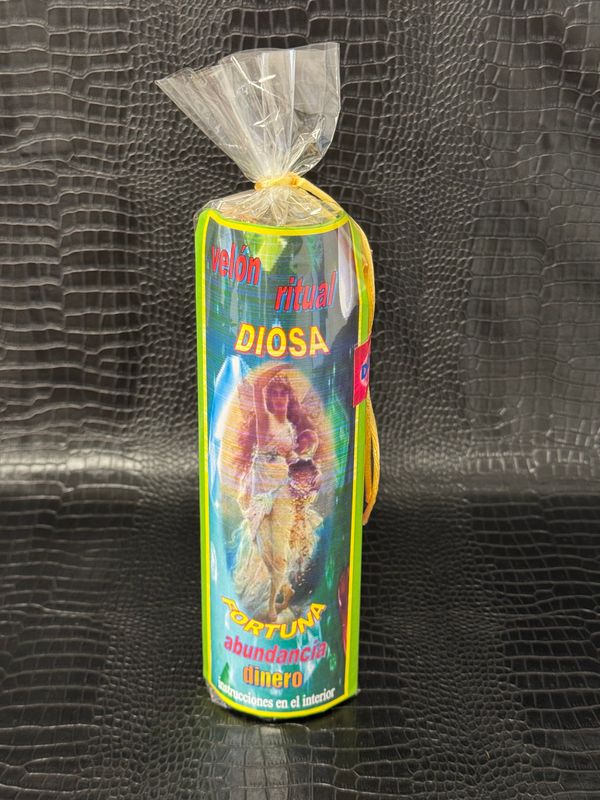 velón
ritual
DIOSA
FORTUNA
abundancia
dinero
instrucciones en el interior